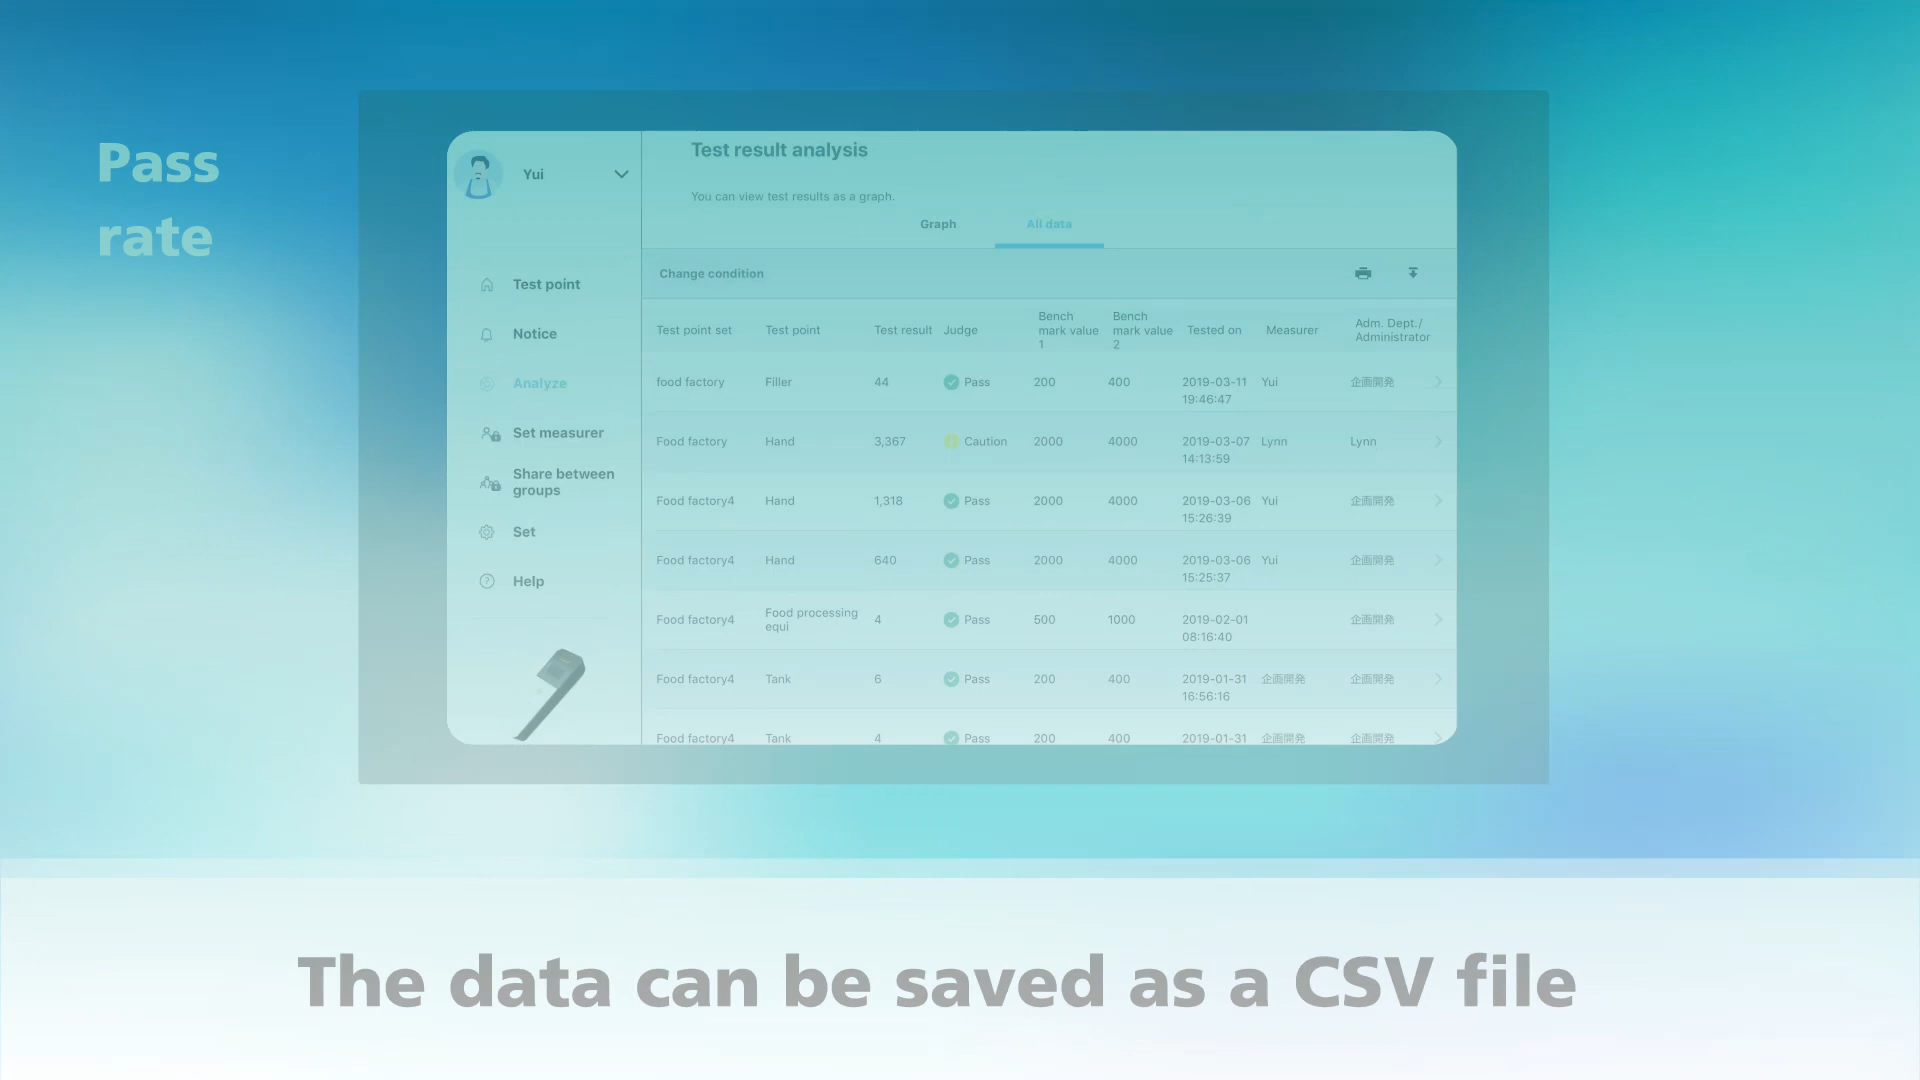 Pass
rate
Yui
Test point
Notice
Analyze
Set measurer
Share between
groups
Set
Help
Test result analysis
You can view test results as a graph.
Graph All data
Change condition
Test point set Test point Test result Judge Bench mark value 1 Bench mark value 2 Tested on Measurer Adm. Dept./ Administrator
food factory Filler 44 Pass 200 400 2019-03-11 19:46:47 Yui 企画開発
Food factory Hand 3,367 Caution 2000 4000 2019-03-07 14:13:59 Lynn Lynn
Food factory4 Hand 1,318 Pass 2000 4000 2019-03-06 15:26:39 Yui 企画開発
Food factory4 Hand 640 Pass 2000 4000 2019-03-06 15:25:37 Yui 企画開発
Food factory4 Food processing equi 4 Pass 500 1000 2019-02-01 08:16:40 企画開発
Food factory4 Tank 6 Pass 200 400 2019-01-31 16:56:16 企画開発 企画開発
Food factory4 Tank 4 Pass 200 400 2019-01-31 企画開発 企画開発
The data can be saved as a CSV file